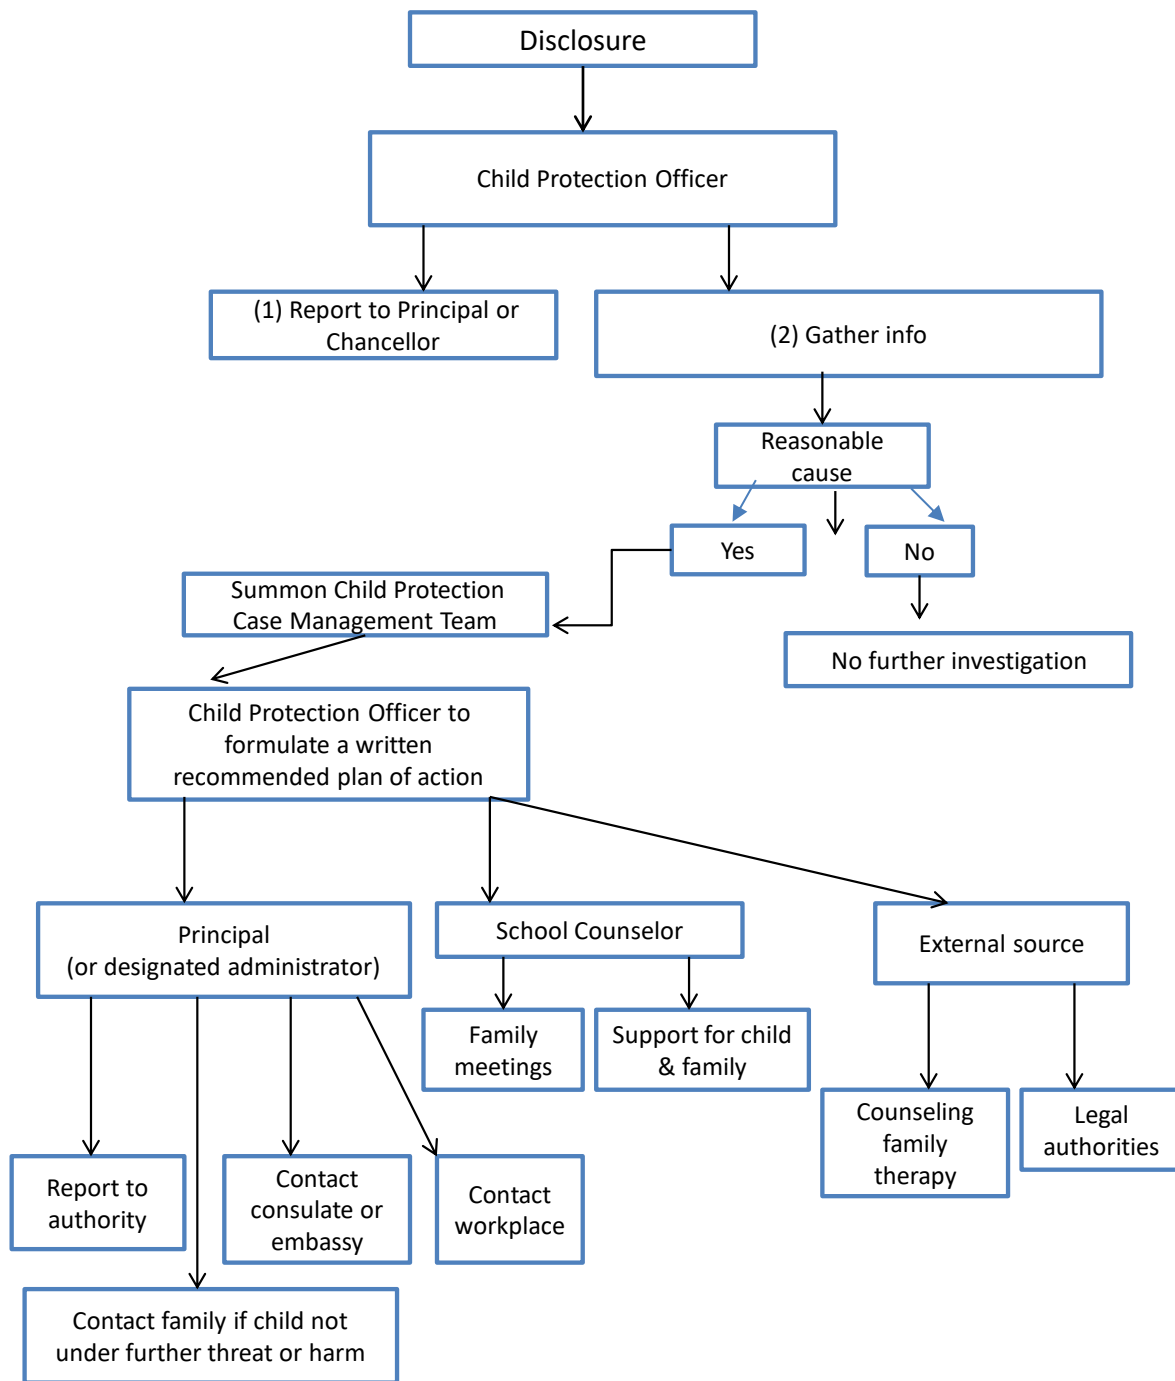 Disclosure
Child Protection Officer
(1) Report to Principal or
Chancellor
(2) Gather info
Reasonable
cause
Yes
No
Summon Child Protection
Case Management Team
No further investigation
Child Protection Officer to
formulate a written
recommended plan of action
Principal
(or designated administrator)
School Counselor
External source
Family
meetings
Support for child
& family
Counseling
family
therapy
Legal
authorities
Report to
authority
Contact
consulate or
embassy
Contact
workplace
Contact family if child not
under further threat or harm